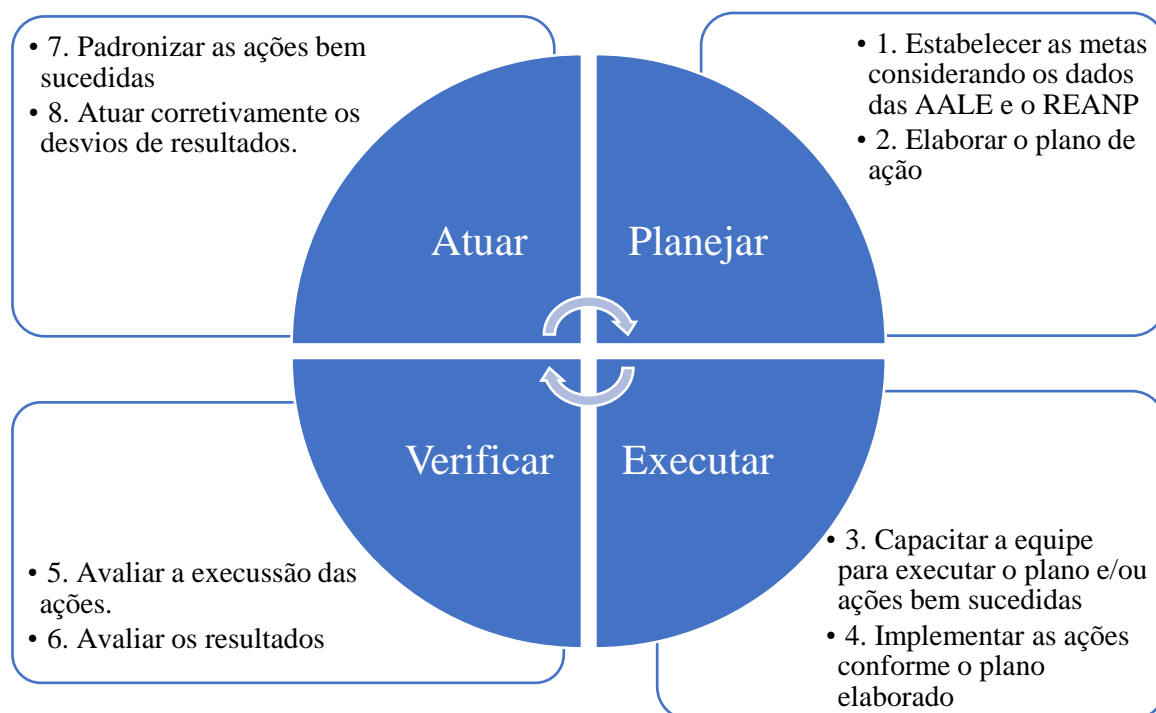 • 7. Padronizar as ações bem
sucedidas
• 8. Atuar corretivamente os
desvios de resultados.
• 1. Estabelecer as metas
considerando os dados
das AALE e o REANP
• 2. Elaborar o plano de
ação
Atuar
Planejar
Verificar
Executar
• 5. Avaliar a execussão das
ações.
• 6. Avaliar os resultados
• 3. Capacitar a equipe
para executar o plano e/ou
ações bem sucedidas
• 4. Implementar as ações
conforme o plano
elaborado